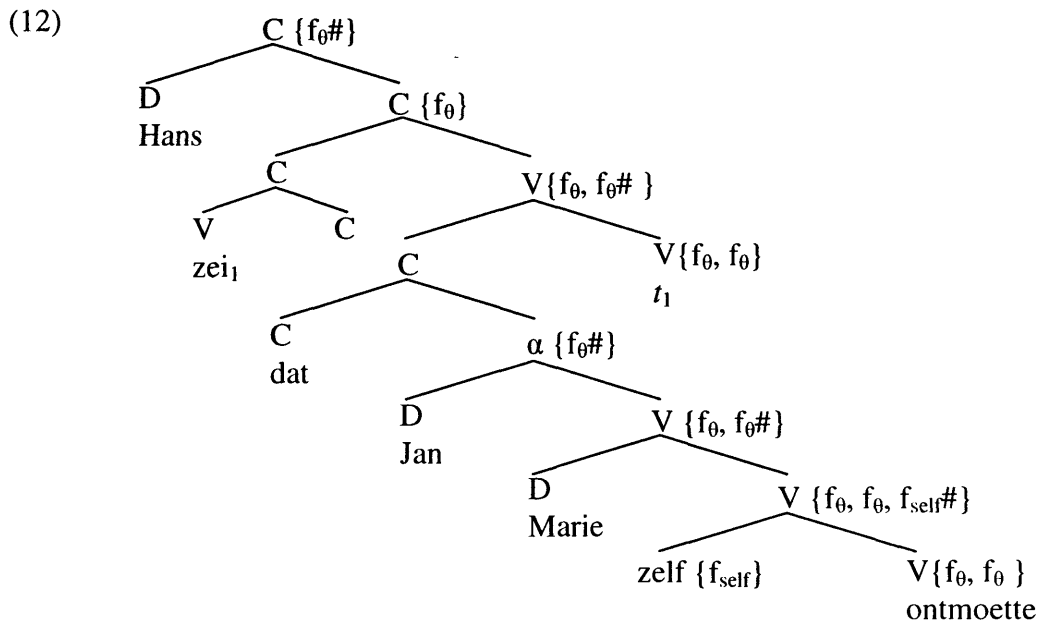 (12)
C {fθ#}
D
Hans
C {fθ}
C
V{fθ, fθ# }
V
zei1
C
C
V{fθ, fθ}
t1
C
dat
α {fθ#}
D
Jan
V {fθ, fθ#}
D
Marie
V {fθ, fθ, fself#}
zelf {fself}
V{fθ, fθ }
ontmoette